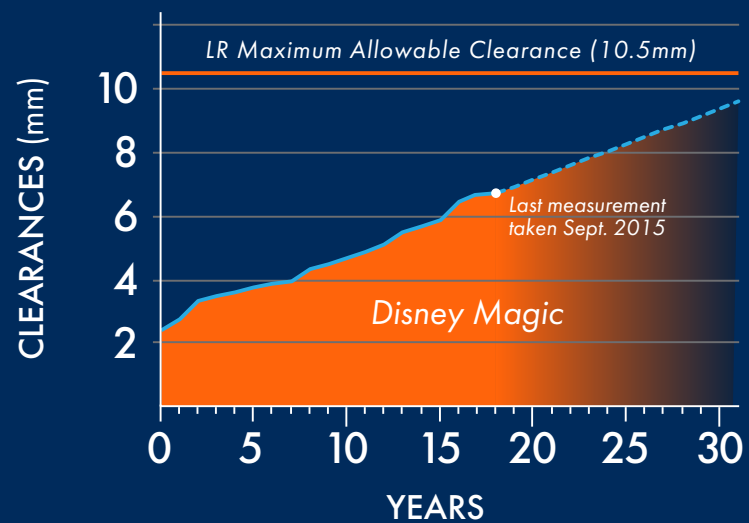 LR Maximum Allowable Clearance (10.5mm)
CLEARANCES (mm)
10
8
6
4
2
Last measurement
taken Sept. 2015
Disney Magic
0 5 10 15 20 25 30
YEARS